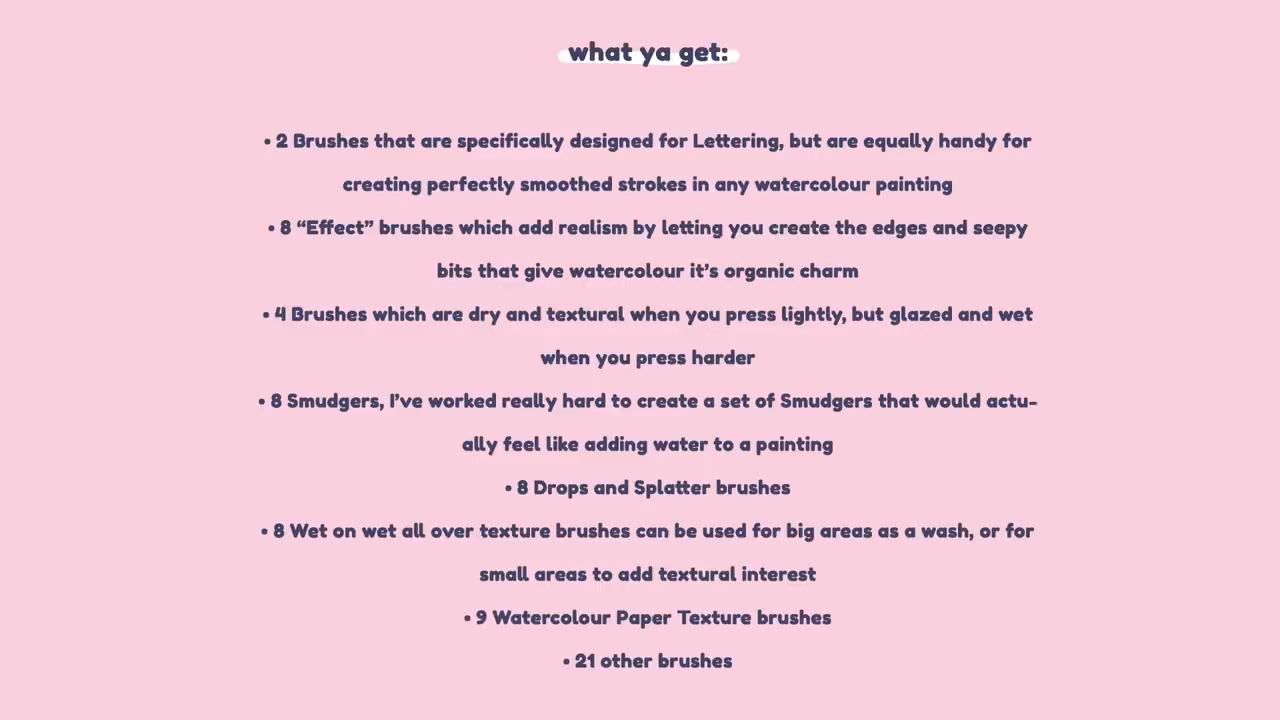 what ya get:
• 2 Brushes that are specifically designed for Lettering, but are equally handy for
creating perfectly smoothed strokes in any watercolour painting
• 8 “Effect” brushes which add realism by letting you create the edges and seepy
bits that give watercolour it’s organic charm
• 4 Brushes which are dry and textural when you press lightly, but glazed and wet
when you press harder
• 8 Smudgers, I’ve worked really hard to create a set of Smudgers that would actu-
ally feel like adding water to a painting
• 8 Drops and Splatter brushes
• 8 Wet on wet all over texture brushes can be used for big areas as a wash, or for
small areas to add textural interest
• 9 Watercolour Paper Texture brushes
• 21 other brushes